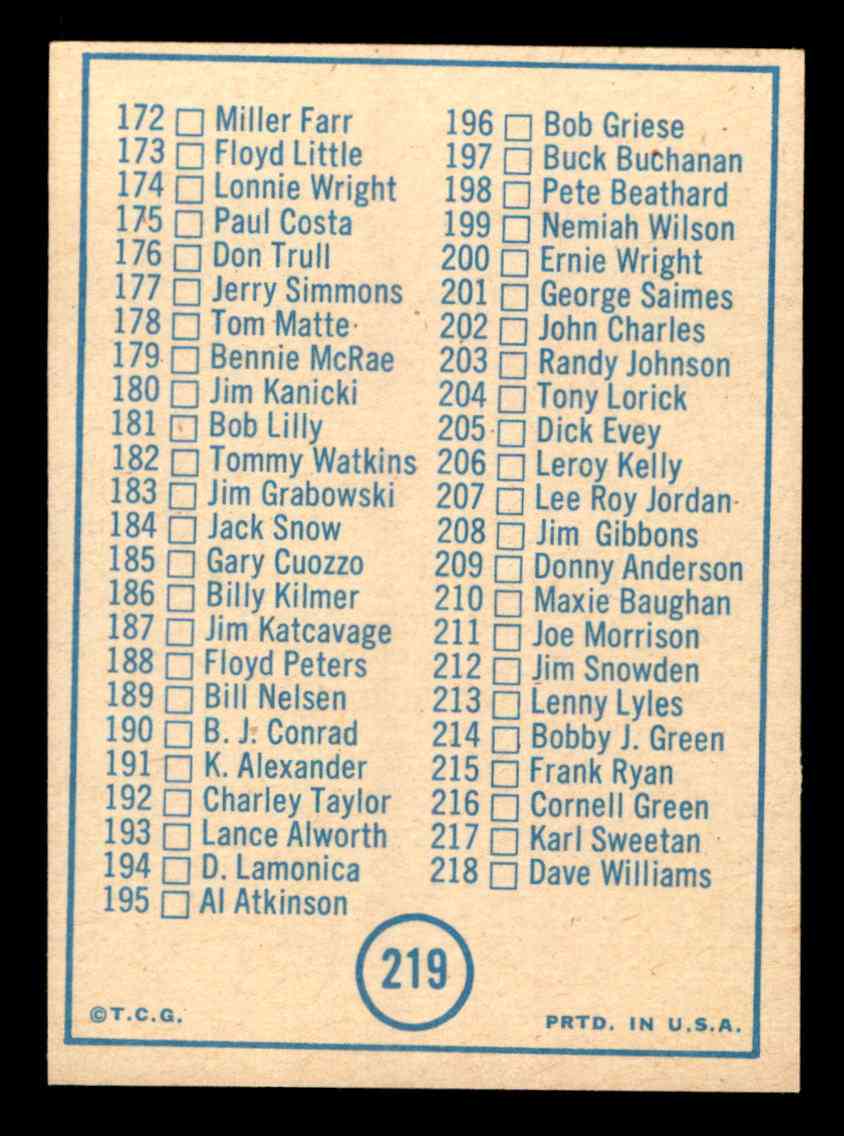 172 Miller Farr
173 Floyd Little
174 Lonnie Wright
175 Paul Costa
176 Don Trull
177 Jerry Simmons
178 Tom Matte
179 Bennie McRae
180 Jim Kanicki
181 Bob Lilly
182 Tommy Watkins
183 Jim Grabowski
184 Jack Snow
185 Gary Cuozzo
186 Billy Kilmer
187 Jim Katcavage
188 Floyd Peters
189 Bill Nelsen
190 B. J. Conrad
191 K. Alexander
192 Charley Taylor
193 Lance Alworth
194 D. Lamonica
195 Al Atkinson
196 Bob Griese
197 Buck Buchanan
198 Pete Beathard
199 Nemiah Wilson
200 Ernie Wright
201 George Saimes
202 John Charles
203 Randy Johnson
204 Tony Lorick
205 Dick Evey
206 Leroy Kelly
207 Lee Roy Jordan
208 Jim Gibbons
209 Donny Anderson
210 Maxie Baughan
211 Joe Morrison
212 Jim Snowden
213 Lenny Lyles
214 Bobby J. Green
215 Frank Ryan
216 Cornell Green
217 Karl Sweetan
218 Dave Williams
219
©T.C.G.
PRTD. IN U.S.A.